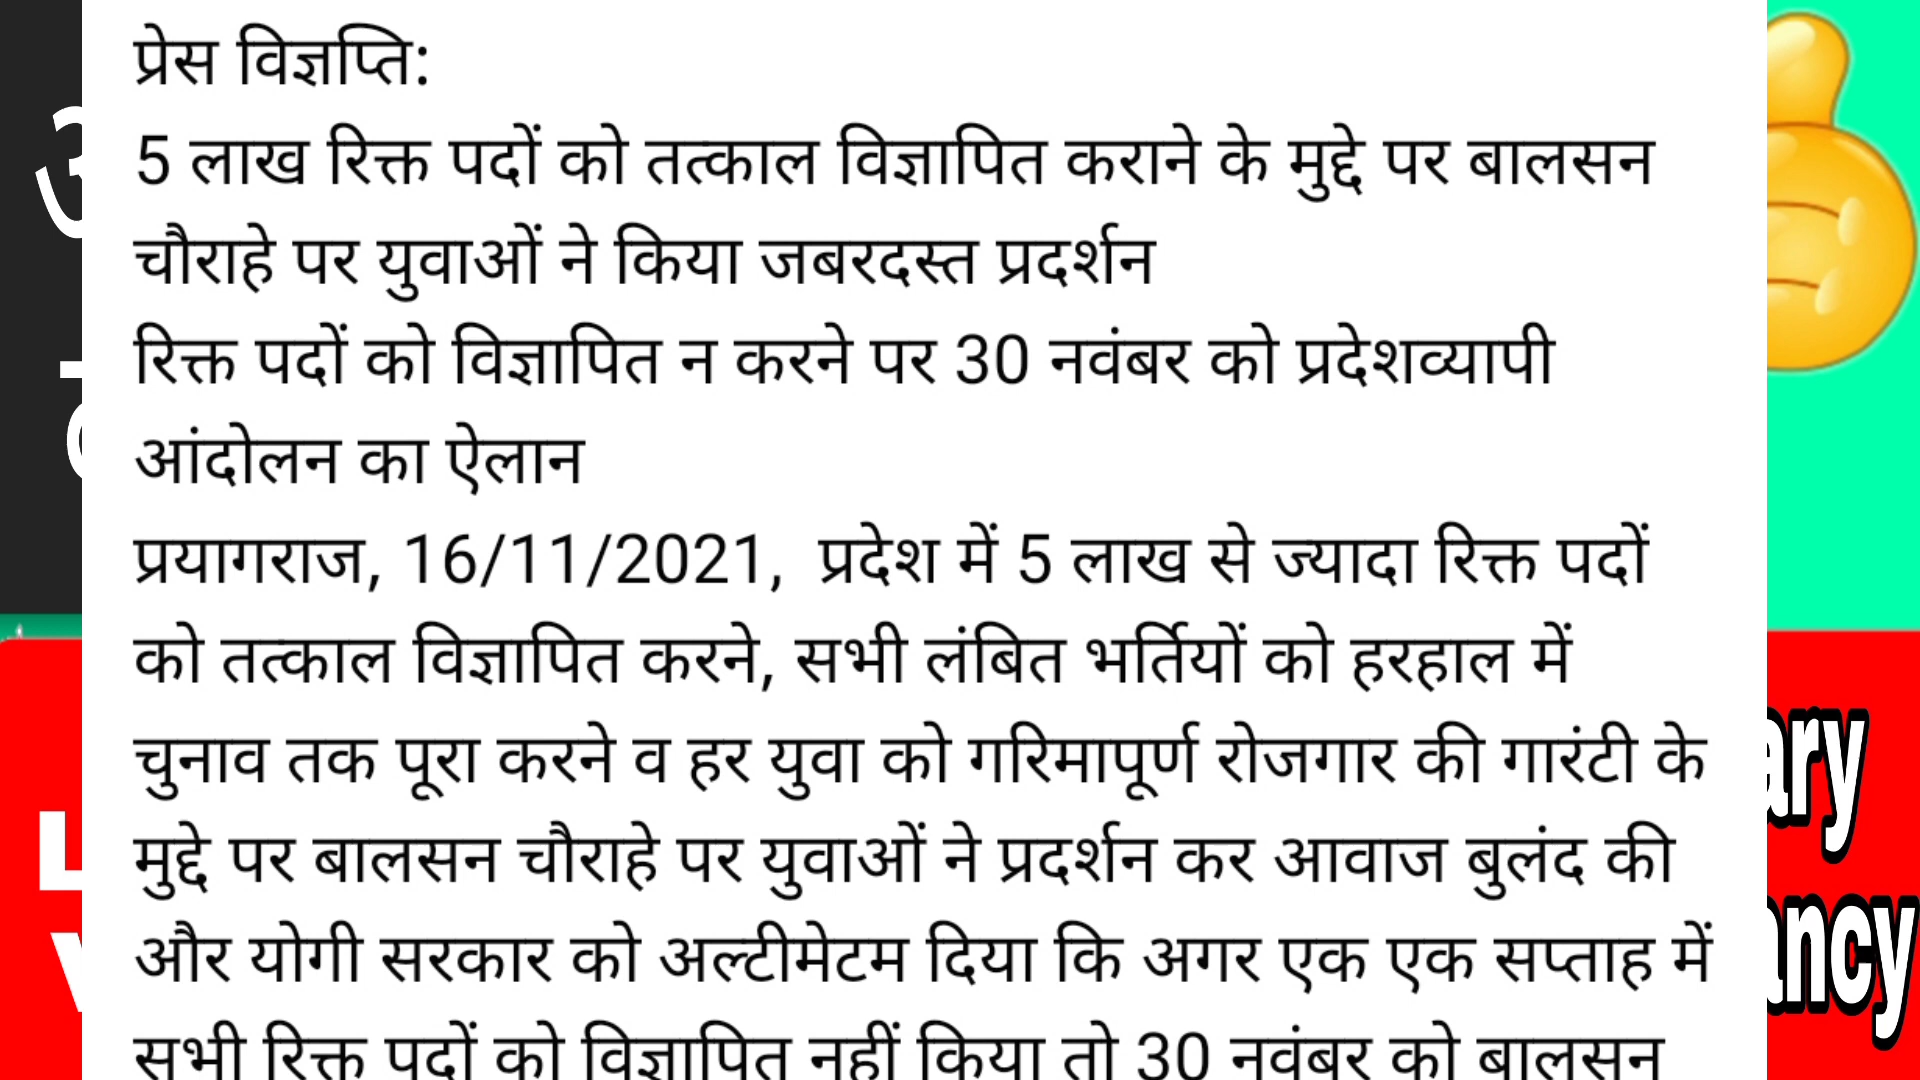 प्रेस विज्ञप्ति:
5 लाख रिक्त पदों को तत्काल विज्ञापित कराने के मुद्दे पर बालसन
चौराहे पर युवाओं ने किया जबरदस्त प्रदर्शन
रिक्त पदों को विज्ञापित न करने पर 30 नवंबर को प्रदेशव्यापी
आंदोलन का ऐलान
प्रयागराज, 16/11/2021, प्रदेश में 5 लाख से ज्यादा रिक्त पदों
को तत्काल विज्ञापित करने, सभी लंबित भर्तियों को हरहाल में
चुनाव तक पूरा करने व हर युवा को गरिमापूर्ण रोजगार की गारंटी के
मुद्दे पर बालसन चौराहे पर युवाओं ने प्रदर्शन कर आवाज बुलंद की
और योगी सरकार को अल्टीमेटम दिया कि अगर एक एक सप्ताह में
सभी रिक्त पदों को विज्ञापित नहीं किया तो 30 नवंबर को बालसन